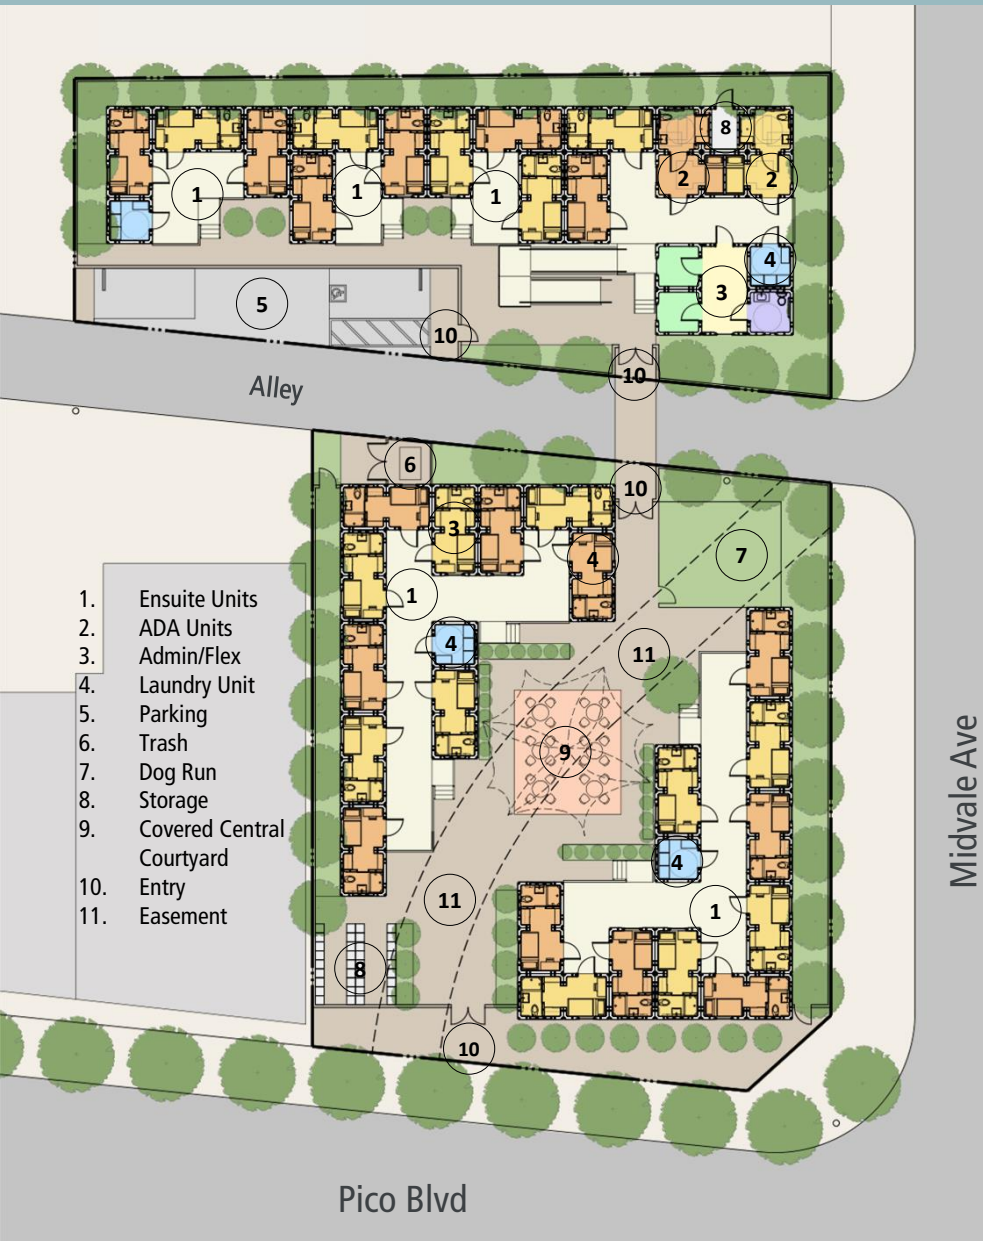 8
1
1
1
2
2
4
3
5
10
10
Alley
6
10
3
4
7
1
4
11
9
4
11
1
8
10
1. Ensuite Units
2. ADA Units
3. Admin/Flex
4. Laundry Unit
5. Parking
6. Trash
7. Dog Run
8. Storage
9. Covered Central
Courtyard
10. Entry
11. Easement
Midvale Ave
Pico Blvd